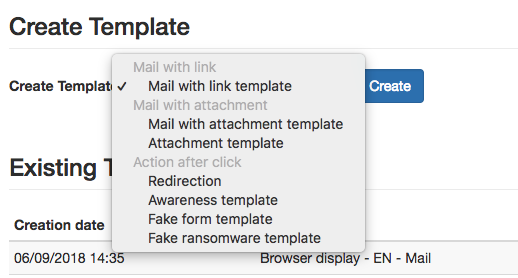 Create Template
Mail with link
Create Templat ✓ Mail with link template Create
Mail with attachment
Mail with attachment template
Attachment template
Action after click
Existing T
Redirection
Awareness template
Fake form template
Creation date
Fake ransomware template
06/09/2018 14:35 Browser display - EN - Mail